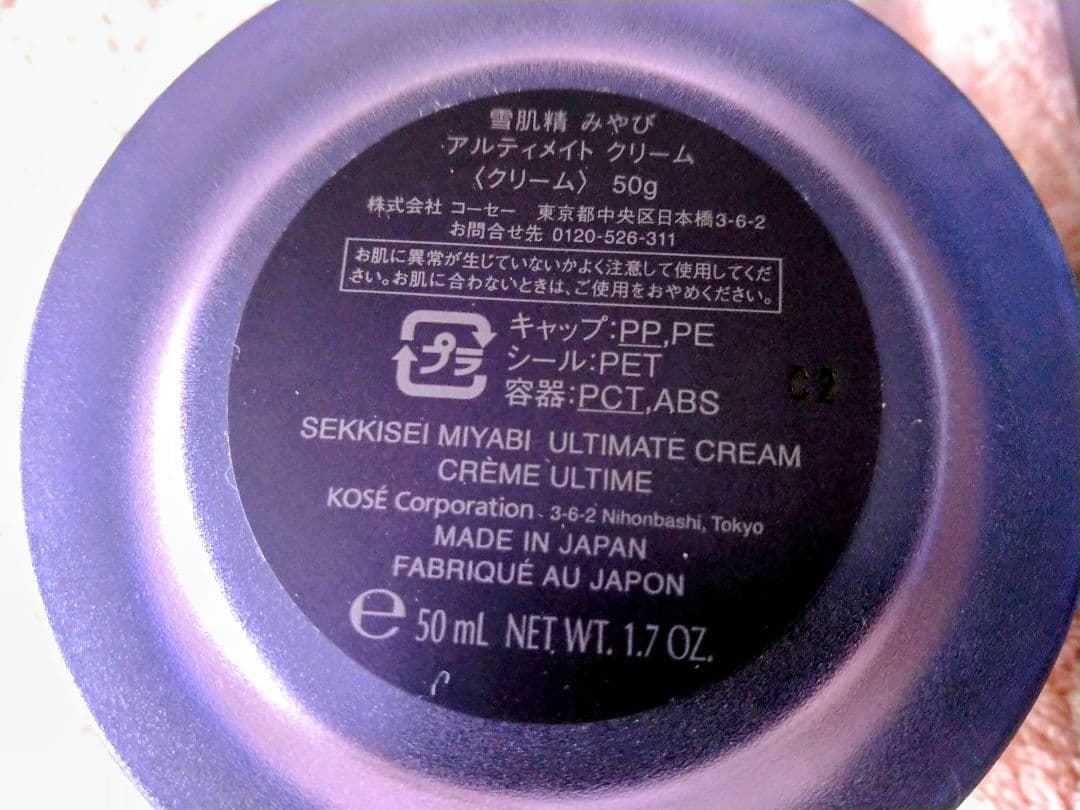 雪肌精 みやび
アルティメイト クリーム
〈クリーム〉 50g
株式会社 コーセー 東京都中央区日本橋3-6-2
お問合せ先 0120-526-311
お肌に異常が生じていないかよく注意して使用してくだ
さい。お肌に合わないときは、ご使用をおやめください。
プラ
キャップ:PP,PE
シール:PET
容器:PCT,ABS
C2
SEKKISEI MIYABI ULTIMATE CREAM
CRÈME ULTIME
KOSÉ Corporation 3-6-2 Nihonbashi, Tokyo
MADE IN JAPAN
FABRIQUÉ AU JAPON
℮ 50 mL NET WT. 1.7 OZ.